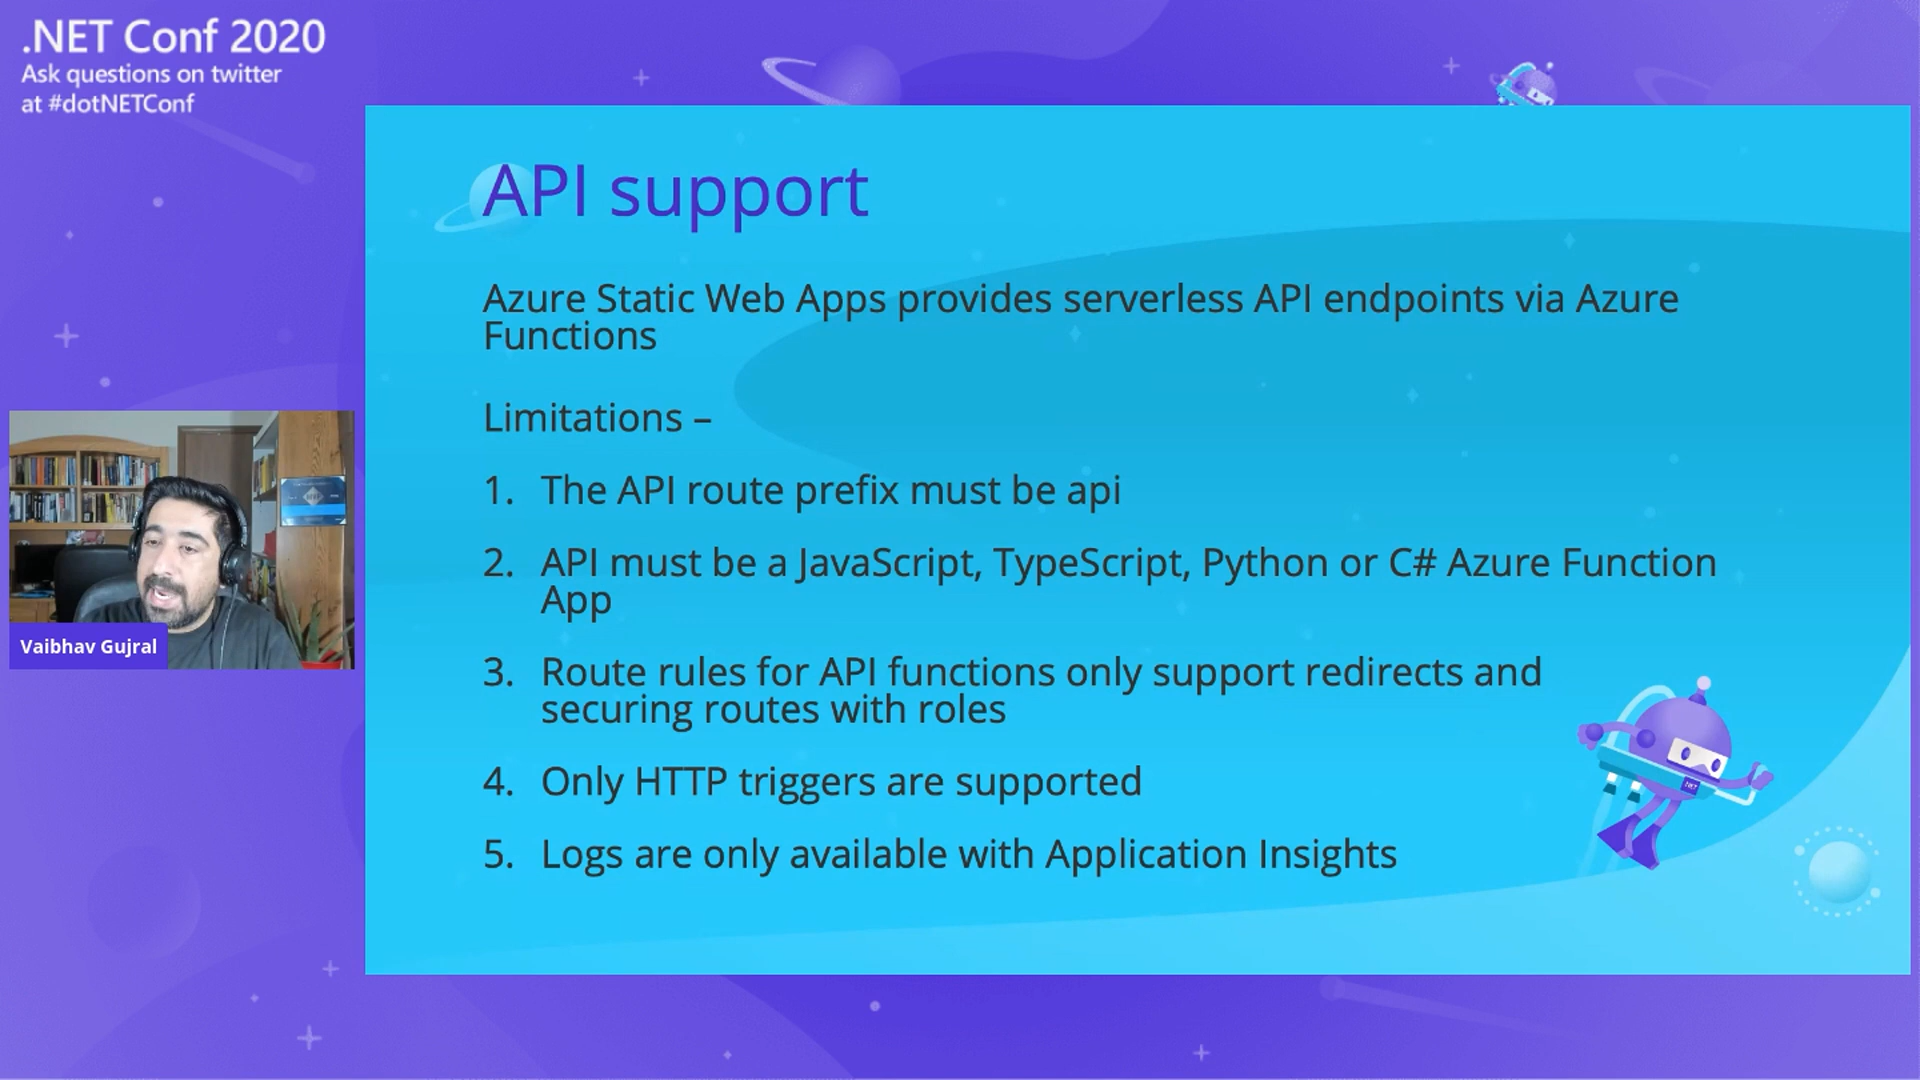 .NET Conf 2020
Ask questions on twitter
at #dotNETConf
API support
Azure Static Web Apps provides serverless API endpoints via Azure
Functions
Limitations –
1. The API route prefix must be api
2. API must be a JavaScript, TypeScript, Python or C# Azure Function
App
3. Route rules for API functions only support redirects and
securing routes with roles
4. Only HTTP triggers are supported
5. Logs are only available with Application Insights
Vaibhav Gujral